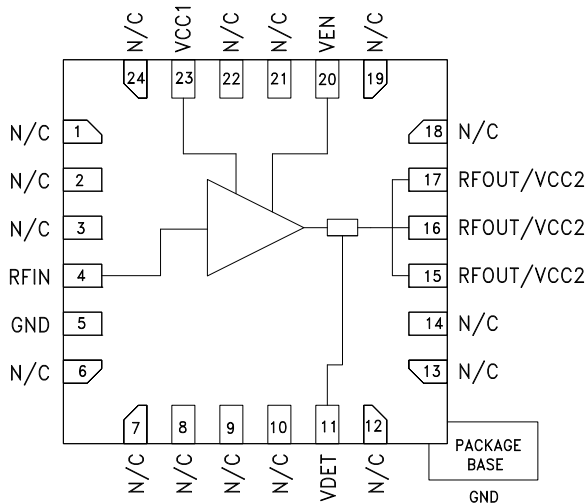 N/C
VCC1
N/C
N/C
VEN
N/C
24
23
22
21
20
19
N/C 1
N/C 2
N/C 3
RFIN 4
GND 5
N/C 6
18 N/C
17 RFOUT/VCC2
16 RFOUT/VCC2
15 RFOUT/VCC2
14 N/C
13 N/C
7
8
9
10
11
12
N/C
N/C
N/C
N/C
VDET
N/C
PACKAGE
BASE
GND